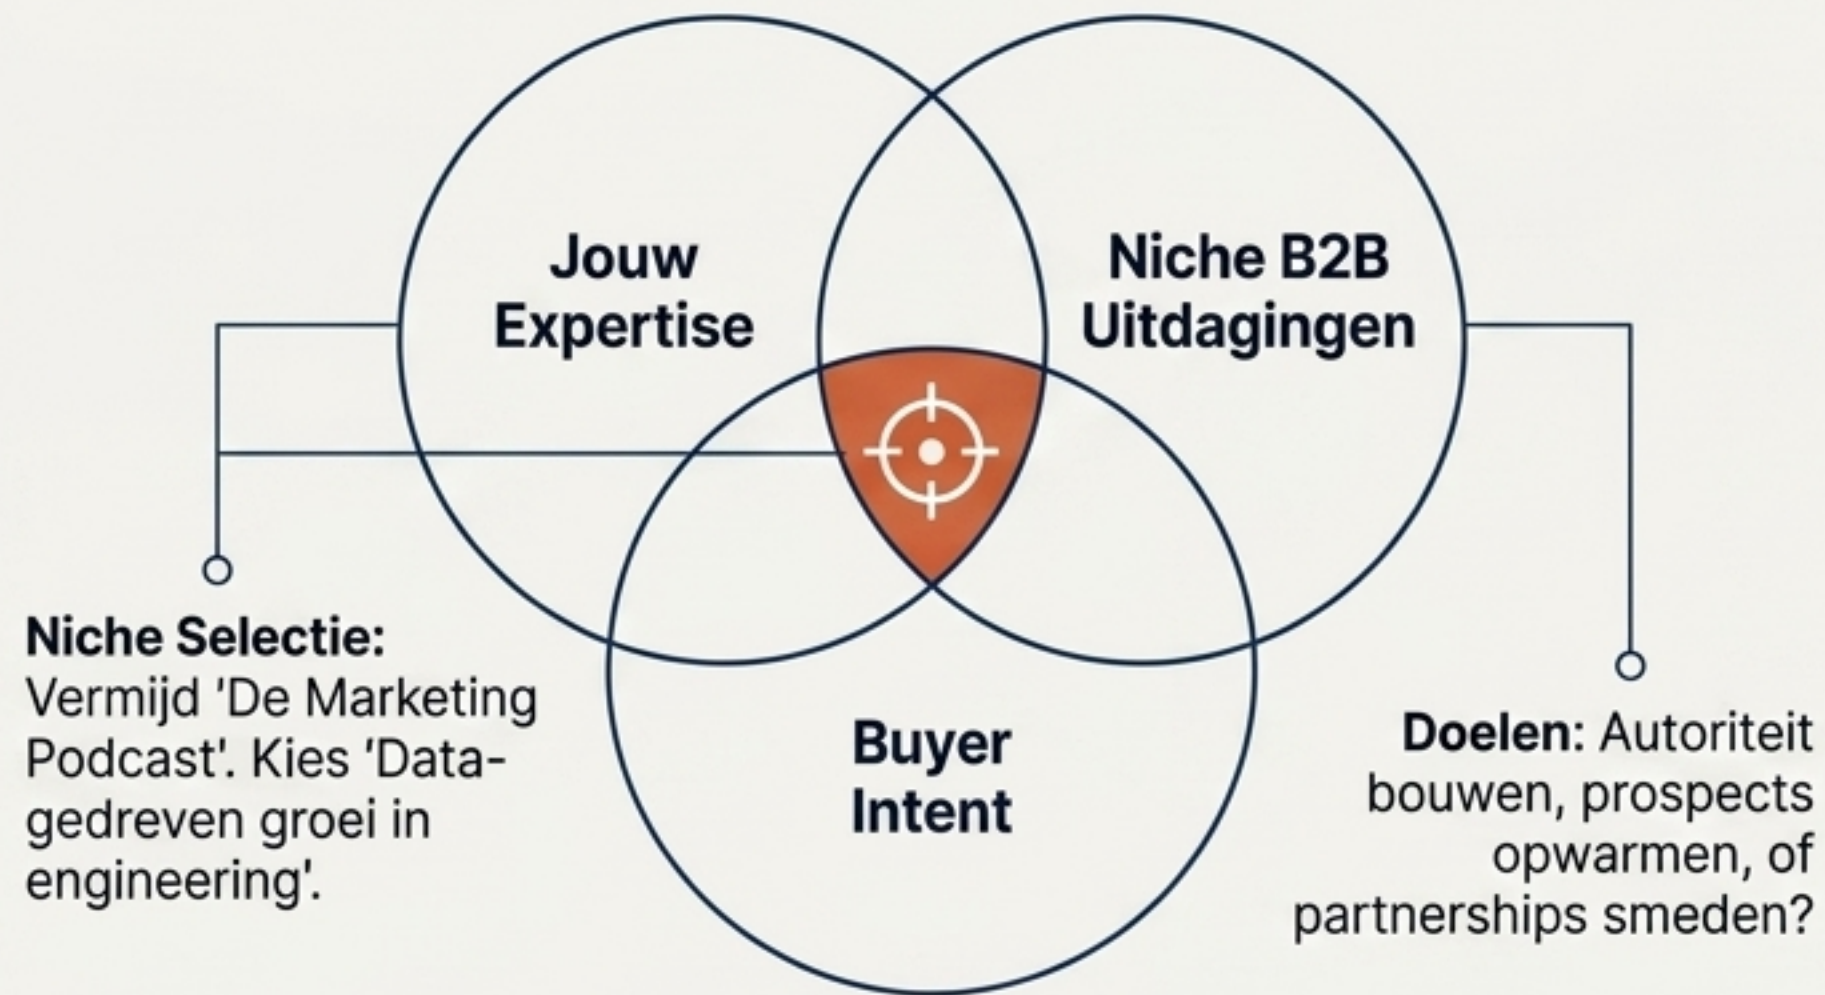 Jouw
Expertise
Niche B2B
Uitdagingen
Buyer
Intent
Niche Selectie:
Vermijd 'De Marketing
Podcast'. Kies 'Data-
gedreven groei in
engineering'.
Doelen: Autoriteit
bouwen, prospects
opwarmen, of
partnerships smeden?